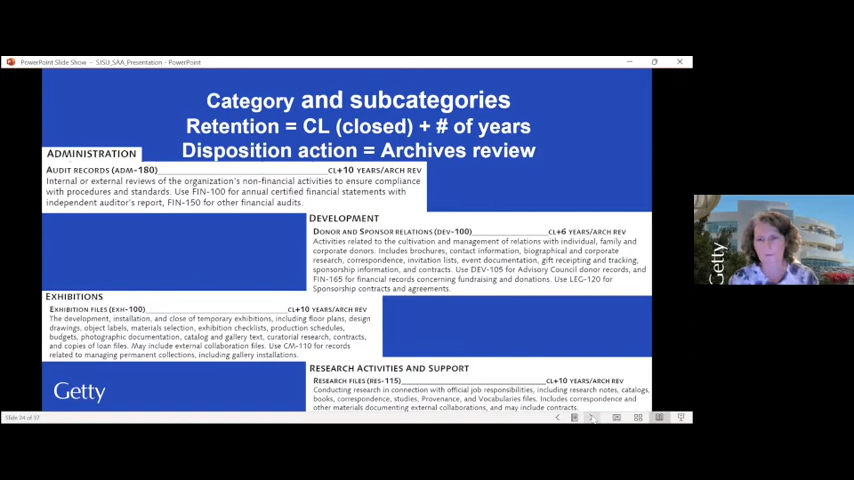 PowerPoint Slide Show - SJSU_SAA_Presentation - PowerPoint
Category and subcategories
Retention = CL (closed) + # of years
Disposition action = Archives review
ADMINISTRATION
AUDIT RECORDS (ADM-180) CL+10 YEARS/ARCH REV
Internal or external reviews of the organization's non-financial activities to ensure compliance
with procedures and standards. Use FIN-100 for annual certified financial statements with
independent auditor's report, FIN-150 for other financial audits.
DEVELOPMENT
DONOR AND SPONSOR RELATIONS (DEV-100) CL+6 YEARS/ARCH REV
Activities related to the cultivation and management of relations with individual, family and
corporate donors. Includes brochures, contact information, biographical and corporate
research, correspondence, invitation lists, event documentation, gift receipting and tracking,
sponsorship information, and contracts. Use DEV-105 for Advisory Council donor records, and
FIN-165 for financial records concerning fundraising and donations. Use LEG-120 for
Sponsorship contracts and agreements.
EXHIBITIONS
EXHIBITION FILES (EXH-100) CL+10 YEARS/ARCH REV
The development, installation, and close of temporary exhibitions, including floor plans, design
drawings, object labels, materials selection, exhibition checklists, production schedules,
budgets, photographic documentation, catalog and gallery text, curatorial research, contracts,
and copies of loan files. May include external collaboration files. Use CM-110 for records
related to managing permanent collections, including gallery installations.
RESEARCH ACTIVITIES AND SUPPORT
RESEARCH FILES (RES-115) CL+10 YEARS/ARCH REV
Conducting research in connection with official job responsibilities, including research notes, catalogs,
books, correspondence, studies, Provenance, and Vocabularies files. Includes correspondence and
other materials documenting external collaborations, and may include contracts.
Getty
Slide 24 of 37
Getty